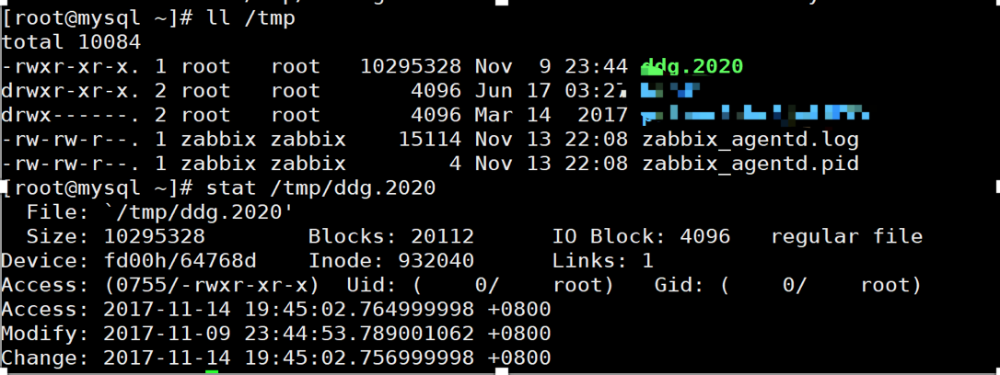 [root@mysql ~]# ll /tmp
total 10084
-rwxr-xr-x. 1 root   root   10295328 Nov  9 23:44 ddg.2020
drwxr-xr-x. 2 root   root       4096 Jun 17 03:27
drwx------. 2 root   root       4096 Mar 14  2017
-rw-rw-r--. 1 zabbix zabbix    15114 Nov 13 22:08 zabbix_agentd.log
-rw-rw-r--. 1 zabbix zabbix        4 Nov 13 22:08 zabbix_agentd.pid
[root@mysql ~]# stat /tmp/ddg.2020
  File: `/tmp/ddg.2020'
  Size: 10295328        Blocks: 20112      IO Block: 4096   regular file
Device: fd00h/64768d    Inode: 932040      Links: 1
Access: (0755/-rwxr-xr-x)  Uid: (    0/    root)   Gid: (    0/    root)
Access: 2017-11-14 19:45:02.764999998 +0800
Modify: 2017-11-09 23:44:53.789001062 +0800
Change: 2017-11-14 19:45:02.756999998 +0800